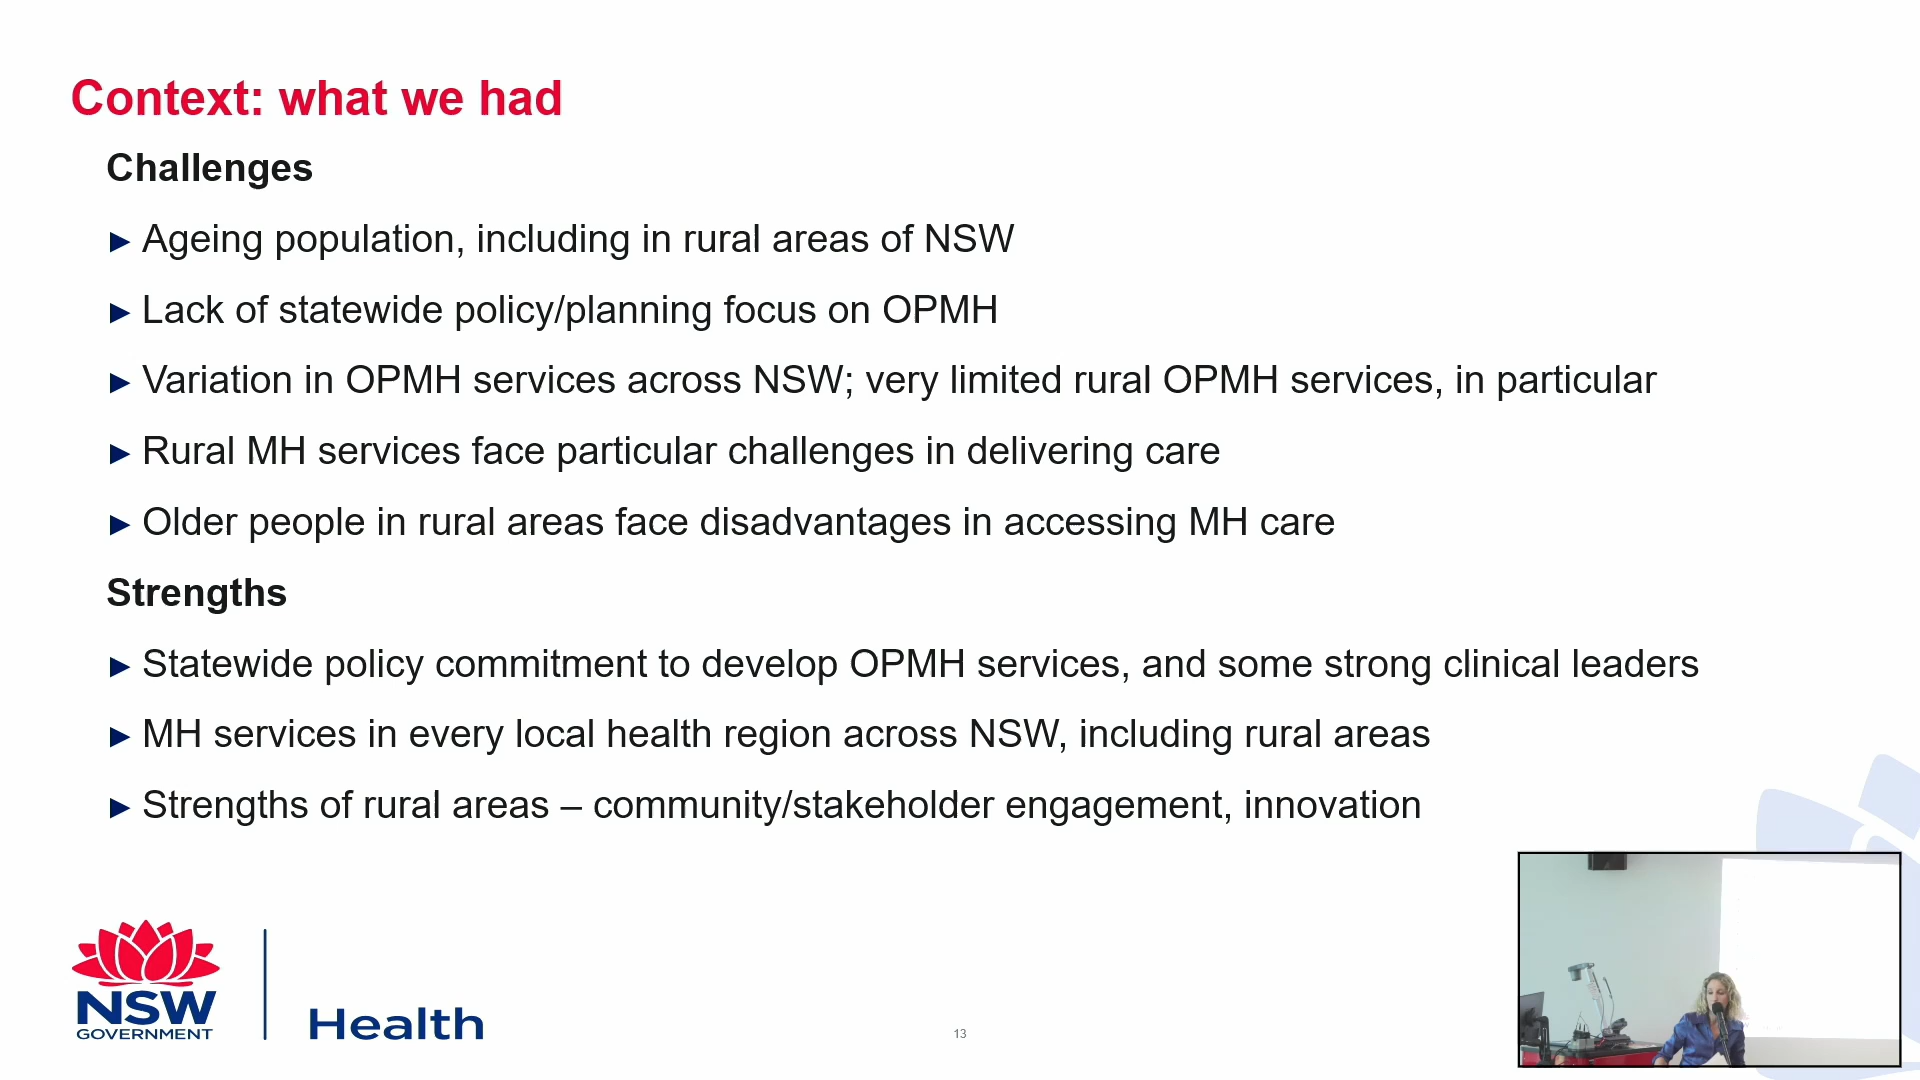 Context: what we had
Challenges
► Ageing population, including in rural areas of NSW
► Lack of statewide policy/planning focus on OPMH
► Variation in OPMH services across NSW; very limited rural OPMH services, in particular
► Rural MH services face particular challenges in delivering care
► Older people in rural areas face disadvantages in accessing MH care
Strengths
► Statewide policy commitment to develop OPMH services, and some strong clinical leaders
► MH services in every local health region across NSW, including rural areas
► Strengths of rural areas – community/stakeholder engagement, innovation
NSW
GOVERNMENT
Health
13